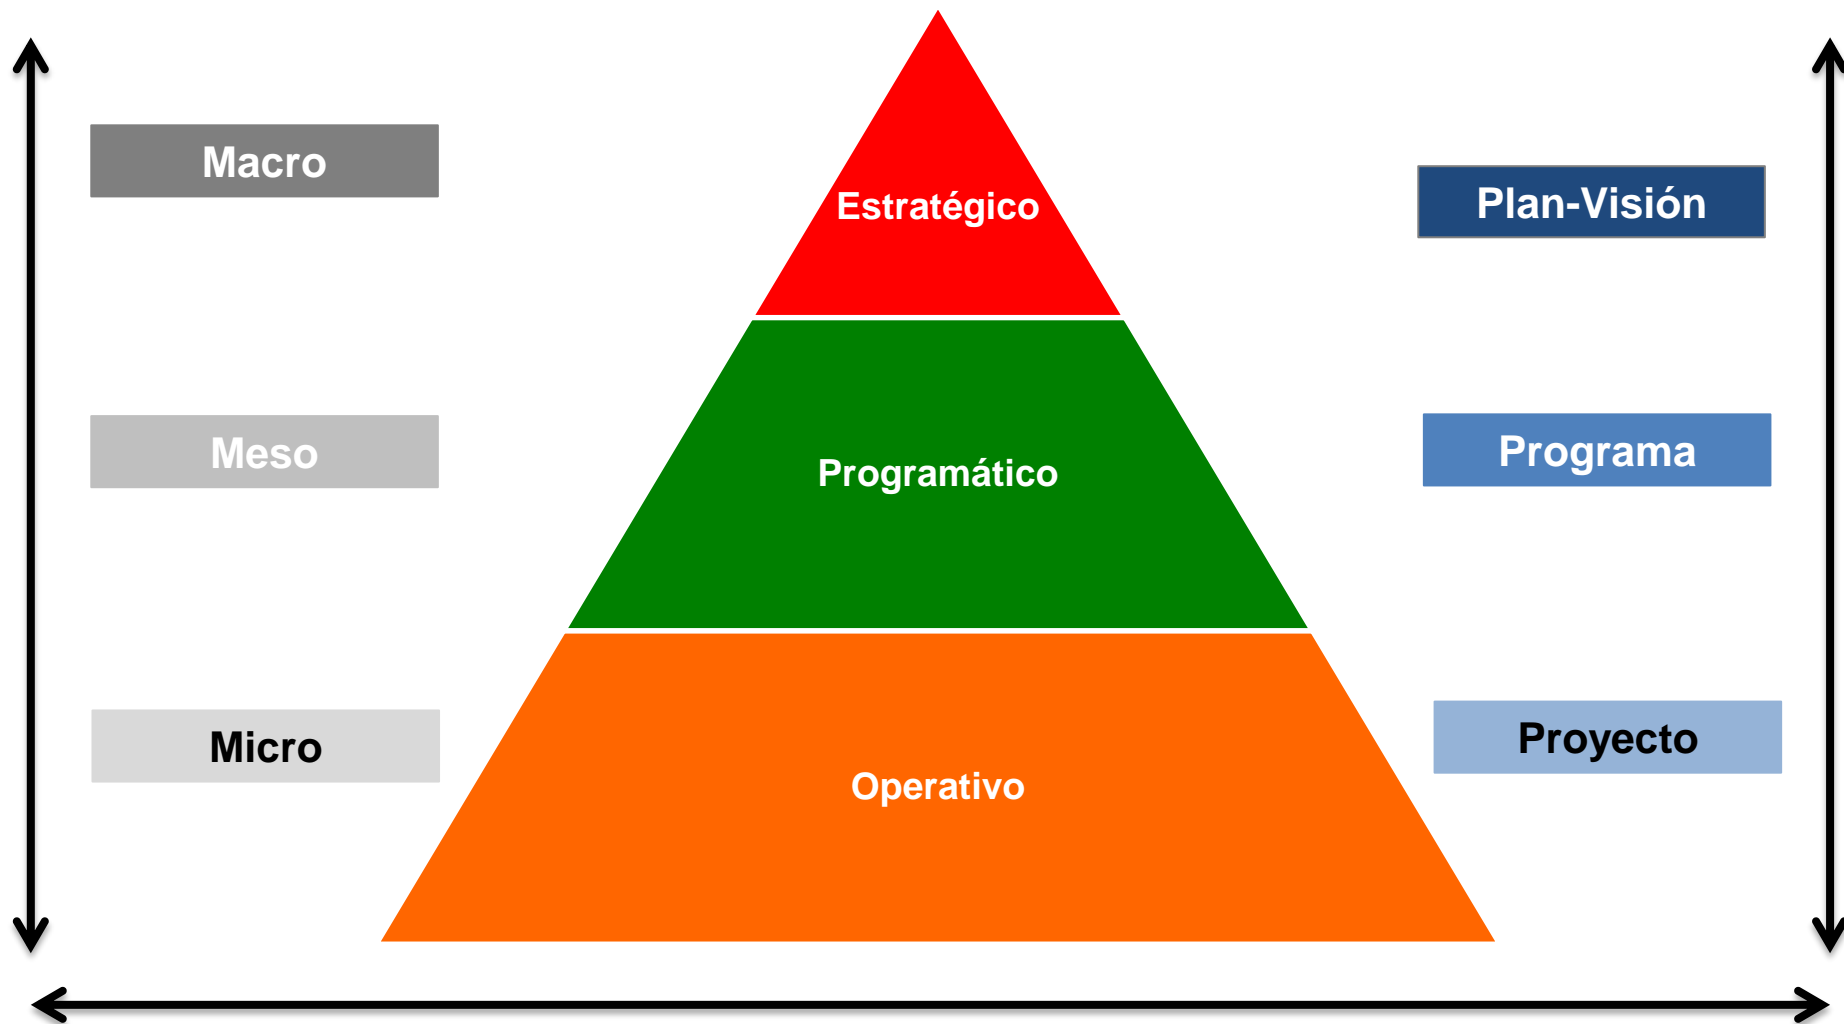 Macro
Estratégico
Plan-Visión
Meso
Programático
Programa
Micro
Operativo
Proyecto